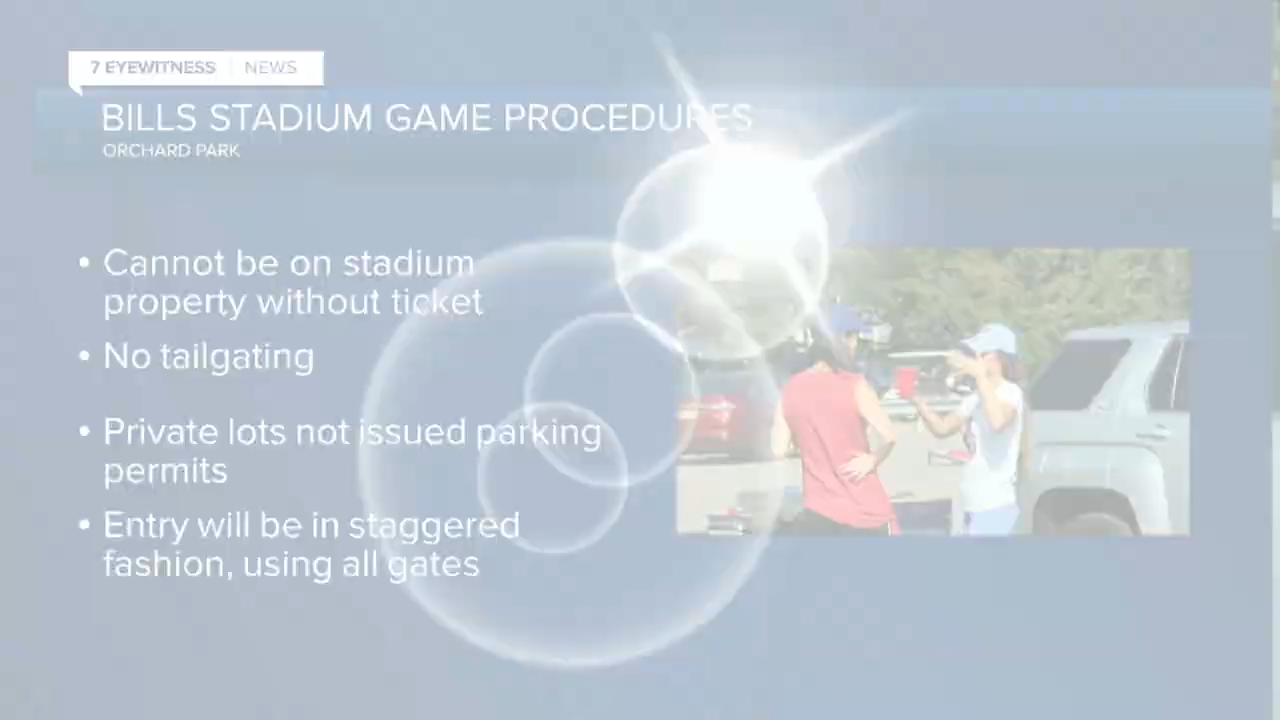 7 EYEWITNESS NEWS
BILLS STADIUM GAME PROCEDURES
ORCHARD PARK
• Cannot be on stadium
property without ticket
• No tailgating
• Private lots not issued parking
permits
• Entry will be in staggered
fashion, using all gates